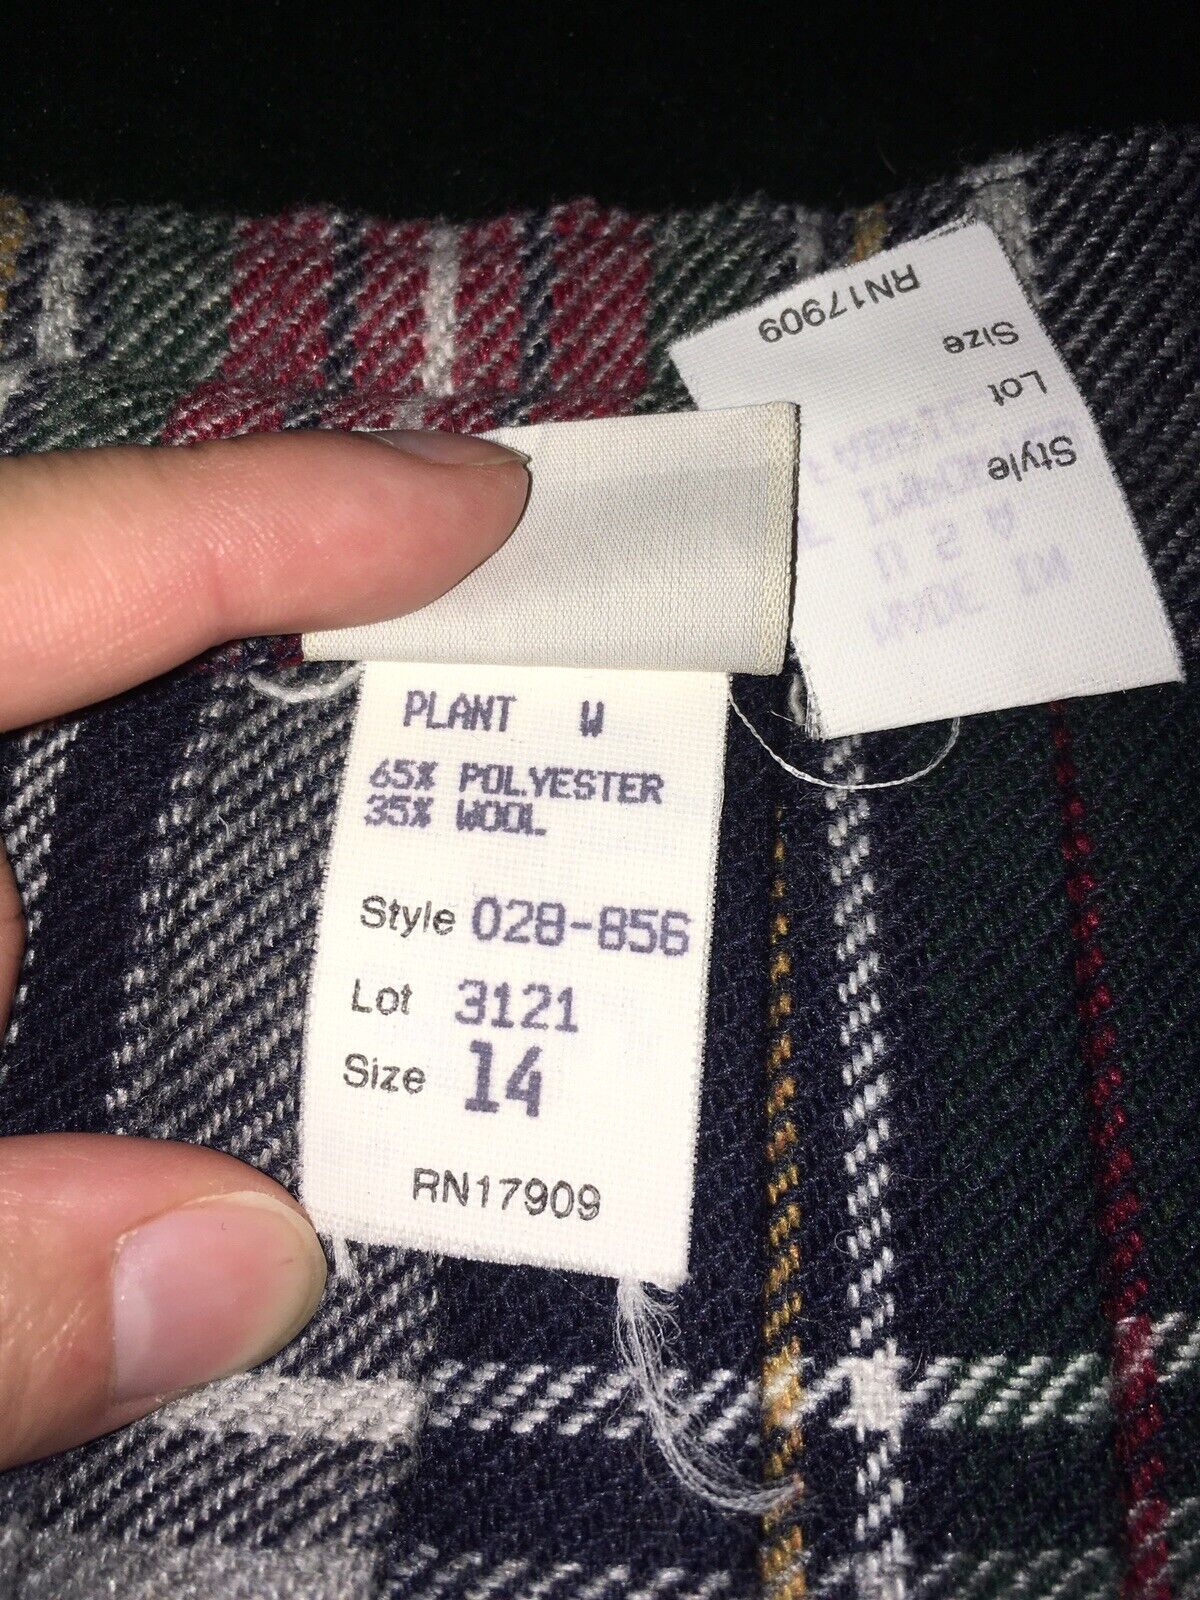 PLANT W
65% POLYESTER
35% WOOL
Style 028-856
Lot 3121
Size 14
RN17909
RN17909
Size
Lot
Style